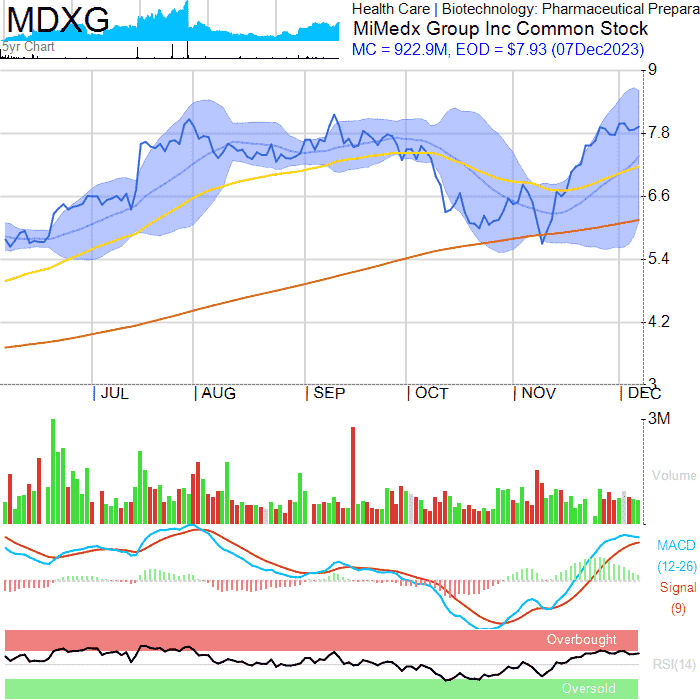 MDXG
Health Care | Biotechnology: Pharmaceutical Prepara
MiMedx Group Inc Common Stock
MC = 922.9M, EOD = $7.93 (07Dec2023)
5yr Chart
9
7.8
6.6
5.4
4.2
3
JUL AUG SEP OCT NOV DEC
3M
Volume
MACD
(12-26)
Signal
(9)
Overbought
RSI(14)
Oversold